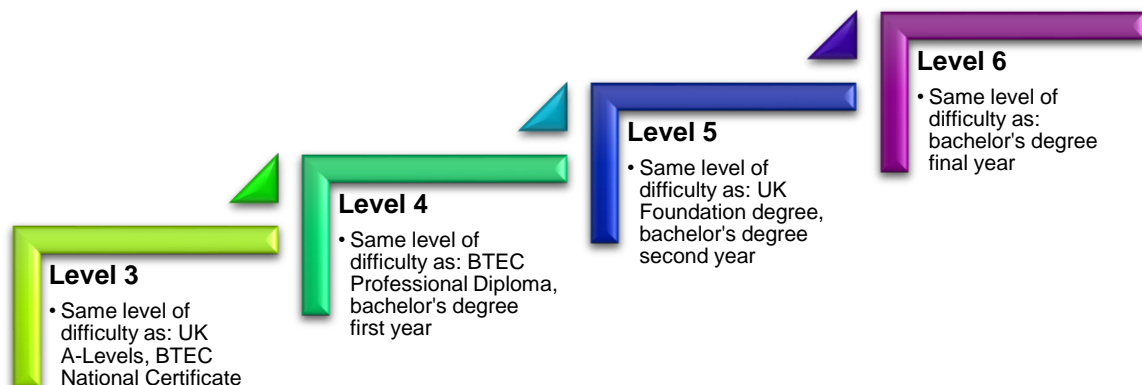 Level 6
• Same level of
difficulty as:
bachelor's degree
final year
Level 5
• Same level of
difficulty as: UK
Foundation degree,
bachelor's degree
second year
Level 4
• Same level of
difficulty as: BTEC
Professional Diploma,
bachelor's degree
first year
Level 3
• Same level of
difficulty as: UK
A-Levels, BTEC
National Certificate